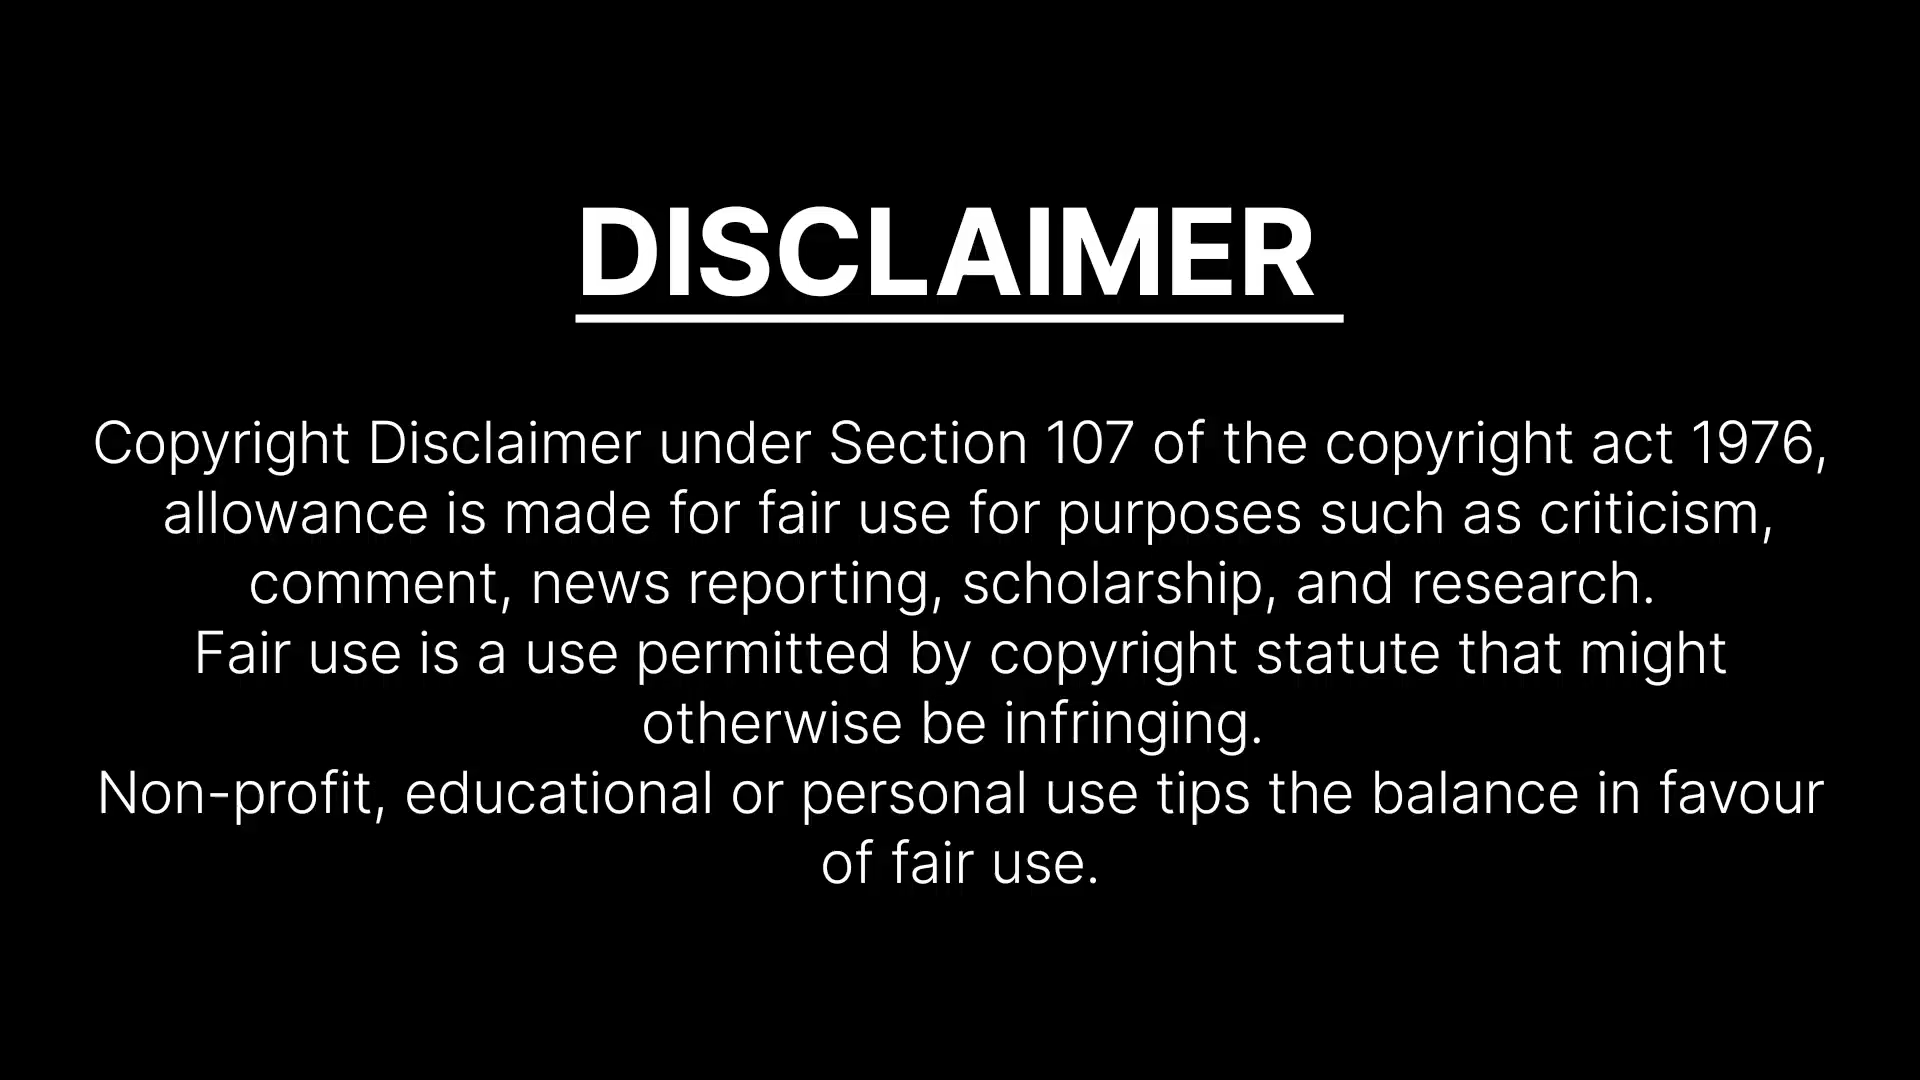 DISCLAIMER
Copyright Disclaimer under Section 107 of the copyright act 1976,
allowance is made for fair use for purposes such as criticism,
comment, news reporting, scholarship, and research.
Fair use is a use permitted by copyright statute that might
otherwise be infringing.
Non-profit, educational or personal use tips the balance in favour
of fair use.